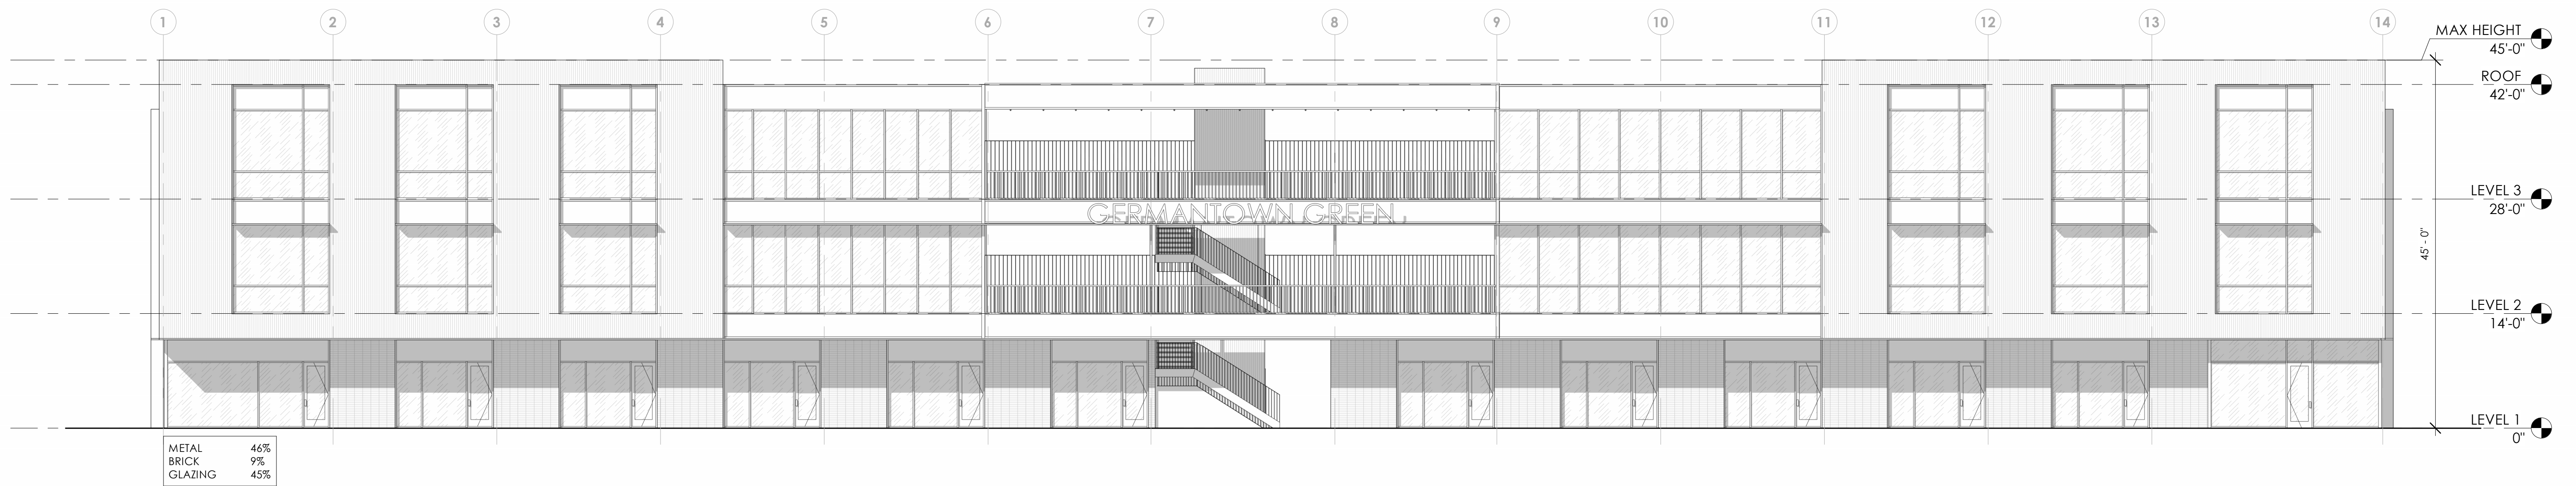 1 2 3 4 5 6 7 8 9 10 11 12 13 14
MAX HEIGHT
45'-0"
ROOF
42'-0"
LEVEL 3
28'-0"
GERMANTOWN GREEN
45' - 0"
LEVEL 2
14'-0"
LEVEL 1
0"
METAL 46%
BRICK 9%
GLAZING 45%